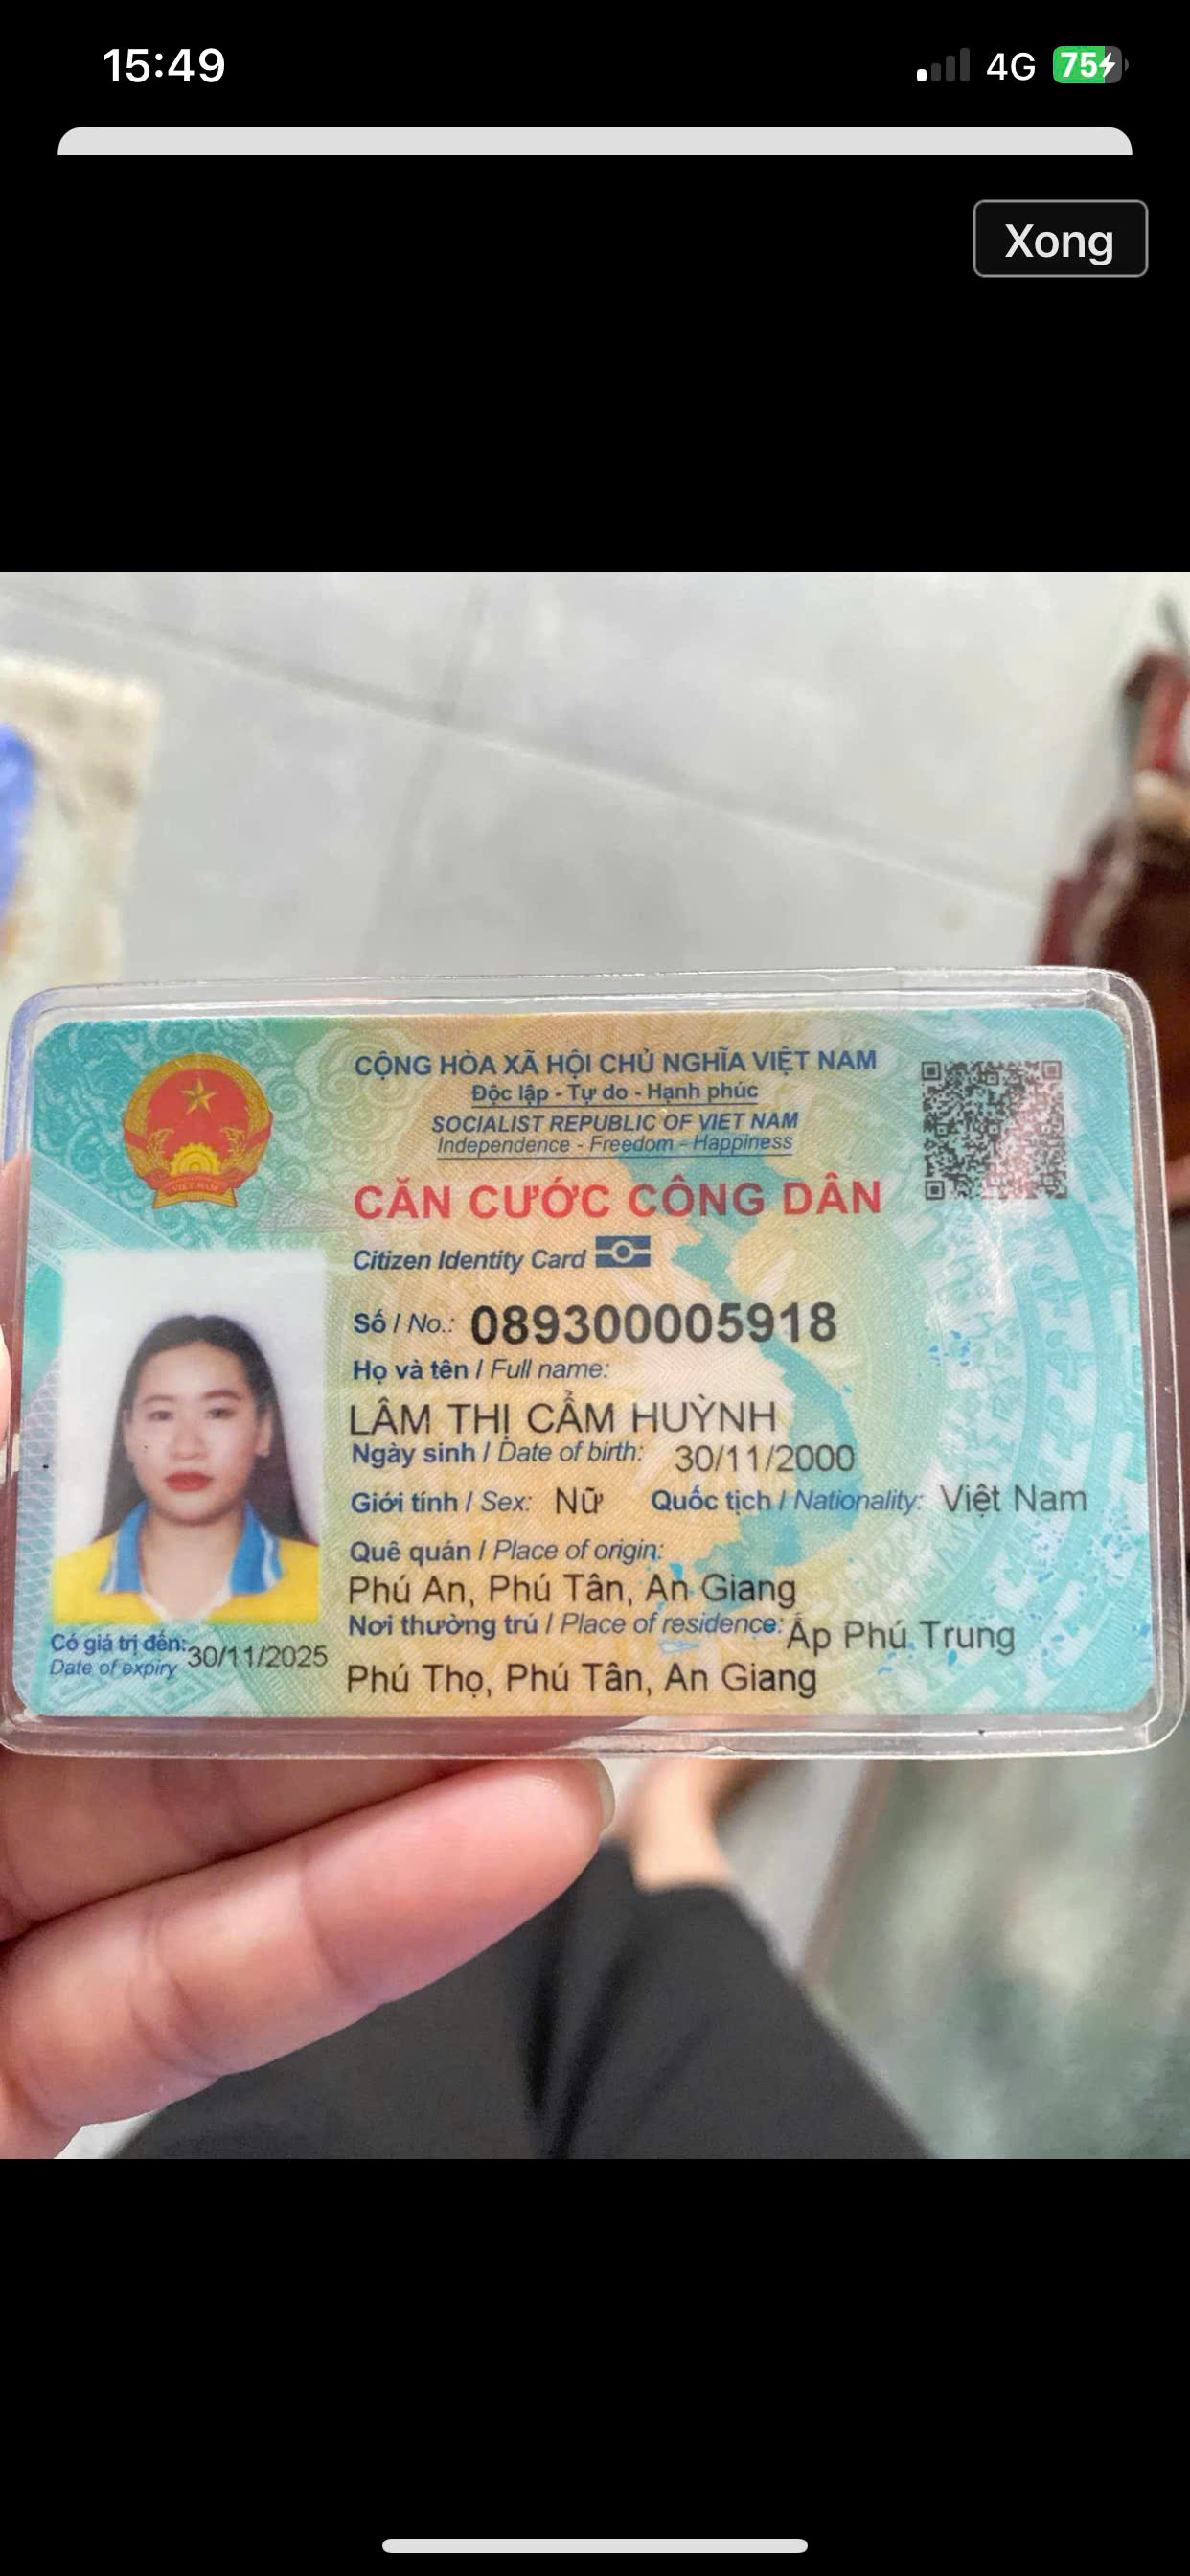 15:49
4G 75
Xong
CỘNG HÒA XÃ HỘI CHỦ NGHĨA VIỆT NAM
Độc lập - Tự do - Hạnh phúc
SOCIALIST REPUBLIC OF VIET NAM
Independence - Freedom - Happiness
CĂN CƯỚC CÔNG DÂN
Citizen Identity Card
Số / No.: 089300005918
Họ và tên / Full name:
LÂM THỊ CẨM HUỲNH
Ngày sinh / Date of birth: 30/11/2000
Giới tính / Sex: Nữ Quốc tịch / Nationality: Việt Nam
Quê quán / Place of origin:
Phú An, Phú Tân, An Giang
Nơi thường trú / Place of residence: Ấp Phú Trung
Phú Thọ, Phú Tân, An Giang
Có giá trị đến: 30/11/2025
Date of expiry
VIỆT NAM